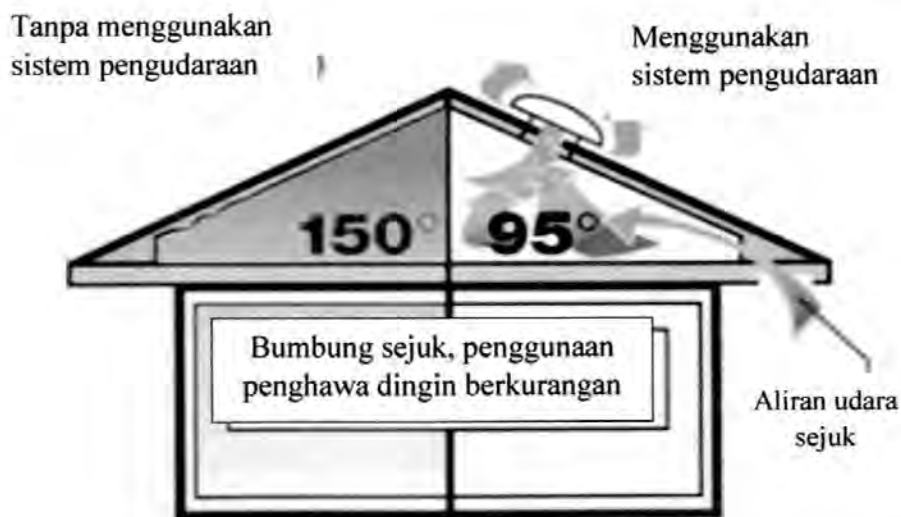 Tanpa menggunakan
sistem pengudaraan
Menggunakan
sistem pengudaraan
150°
95°
Bumbung sejuk, penggunaan
penghawa dingin berkurangan
Aliran udara
sejuk